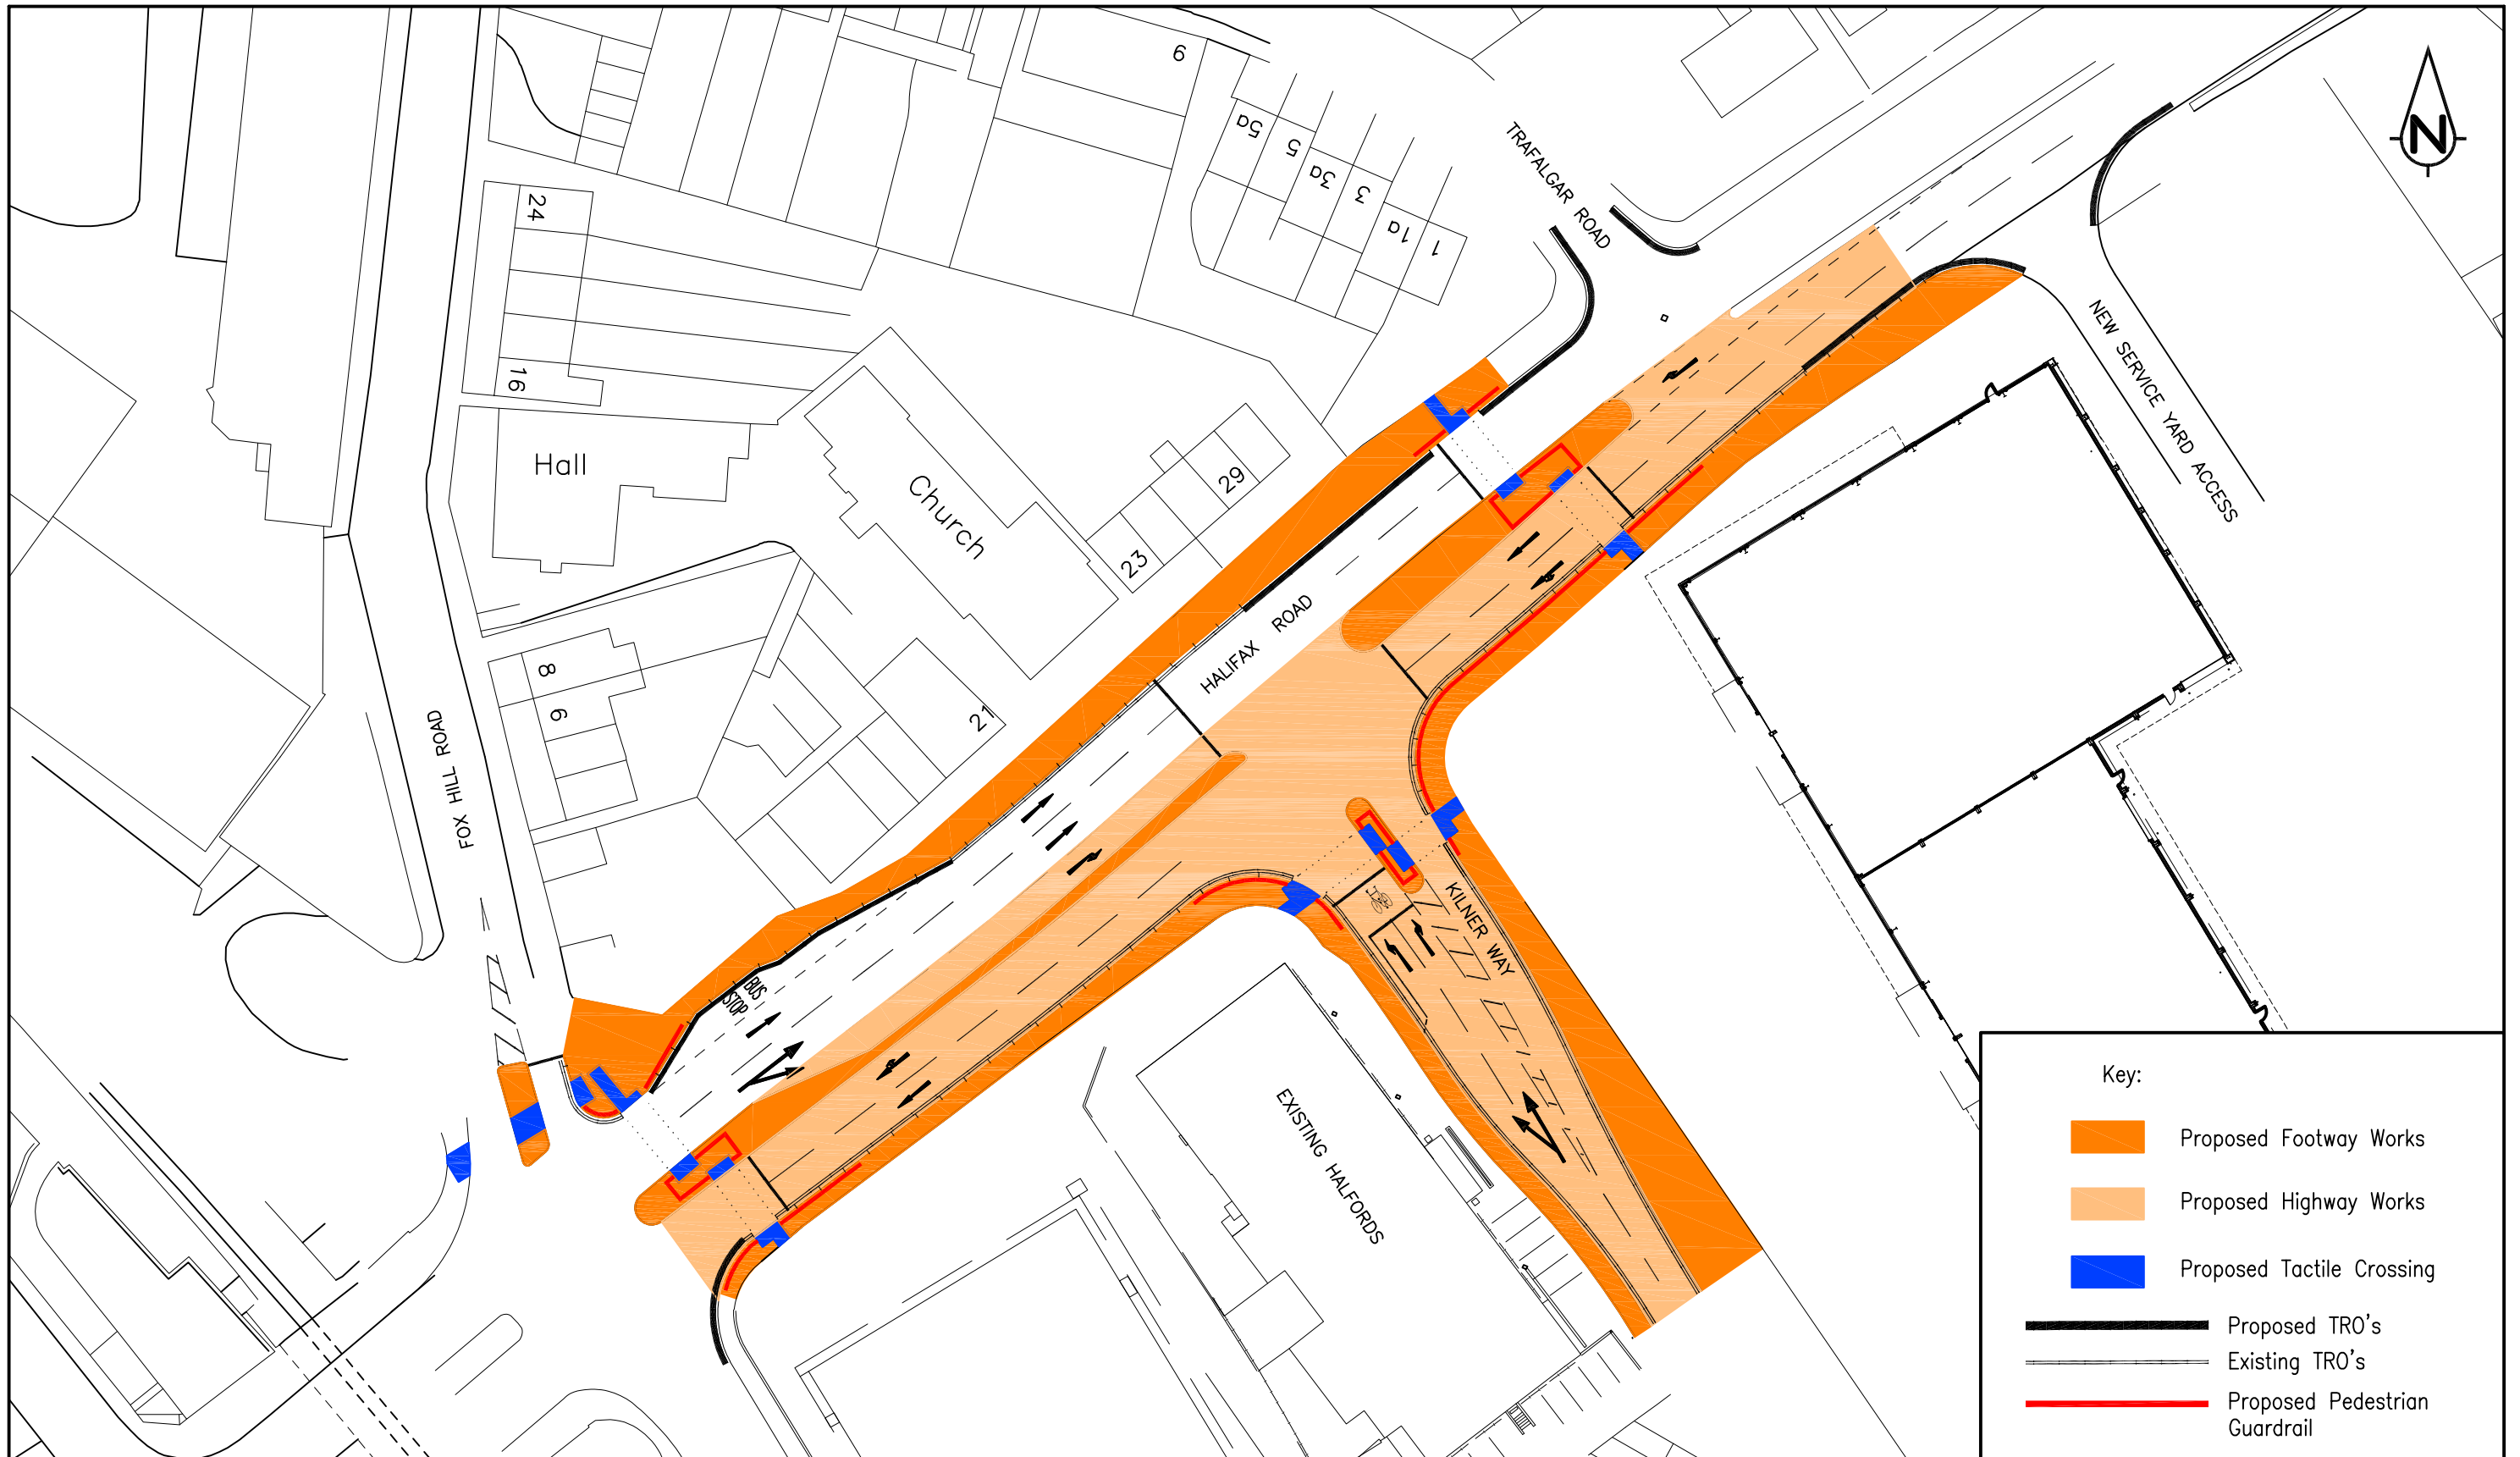 9
5a
5
3a
3
1a
1
TRAFALGAR ROAD
N
24
16
Hall
Church
29
23
NEW SERVICE YARD ACCESS
8
6
21
HALIFAX ROAD
FOX HILL ROAD
KILNER WAY
BUS
STOP
EXISTING HALFORDS
Key:
Proposed Footway Works
Proposed Highway Works
Proposed Tactile Crossing
Proposed TRO's
Existing TRO's
Proposed Pedestrian
Guardrail